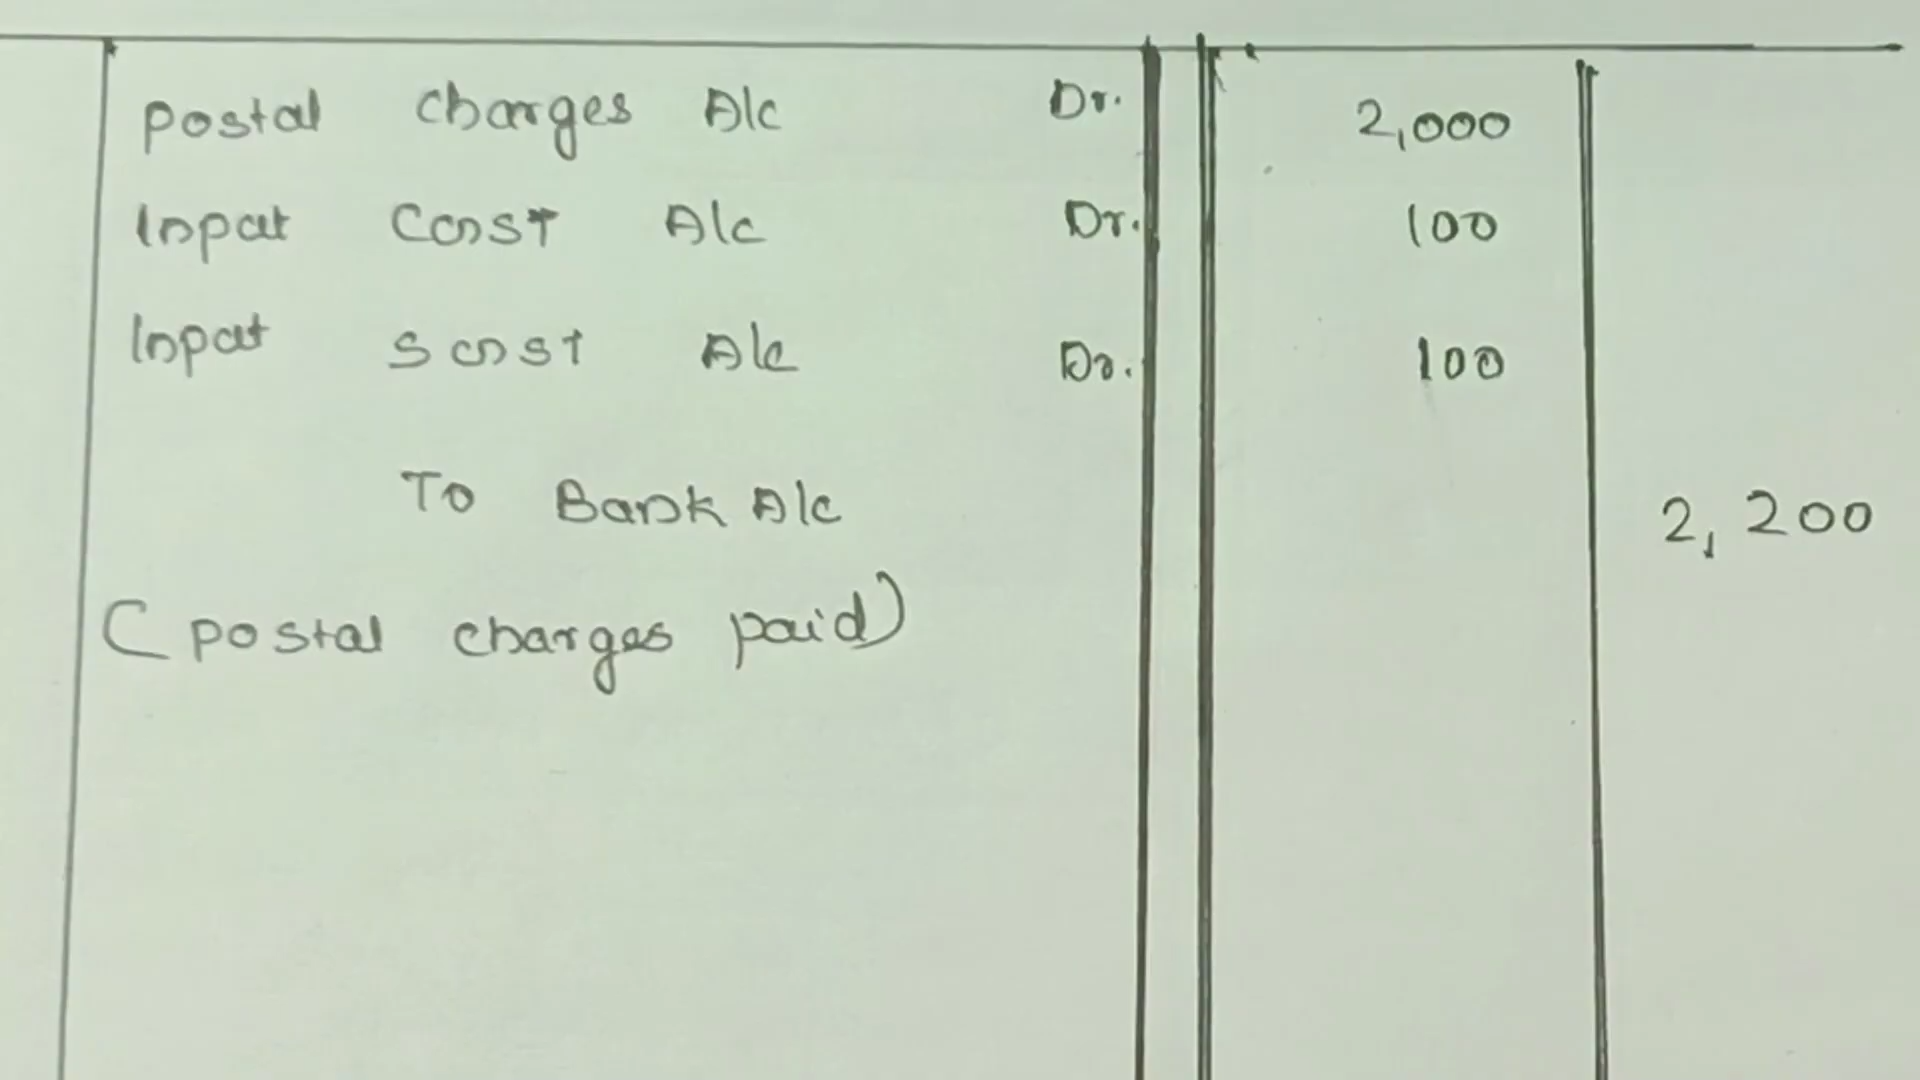 Postal charges A/c Dr. 2,000
Input CGST A/c Dr. 100
Input SGST A/c Dr. 100
To Bank A/c 2,200
(postal charges paid)